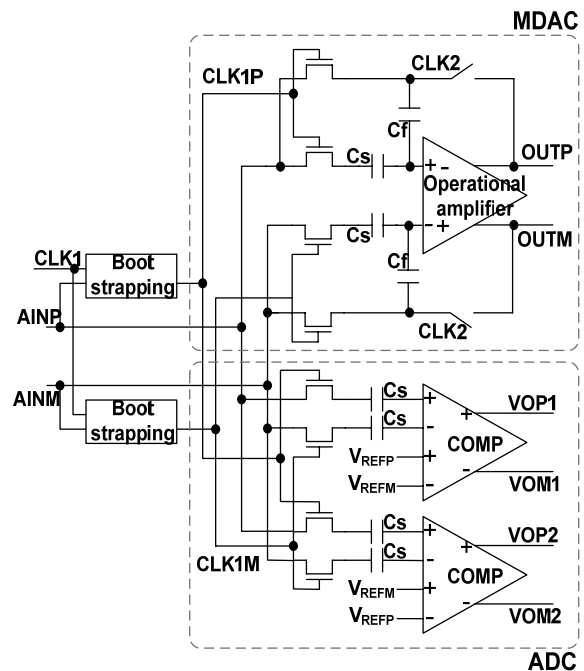 MDAC
CLK1P
CLK2
Cf
Cs
OUTP
Operational
amplifier
+ -
- +
Cs
OUTM
Cf
CLK1
Boot
strapping
AINP
CLK2
AINM
Boot
strapping
Cs
+
+
VOP1
Cs
-
COMP
VREFP
+
-
VREFM
-
VOM1
Cs
+
+
VOP2
Cs
-
CLK1M
COMP
VREFM
+
-
VREFP
-
VOM2
ADC